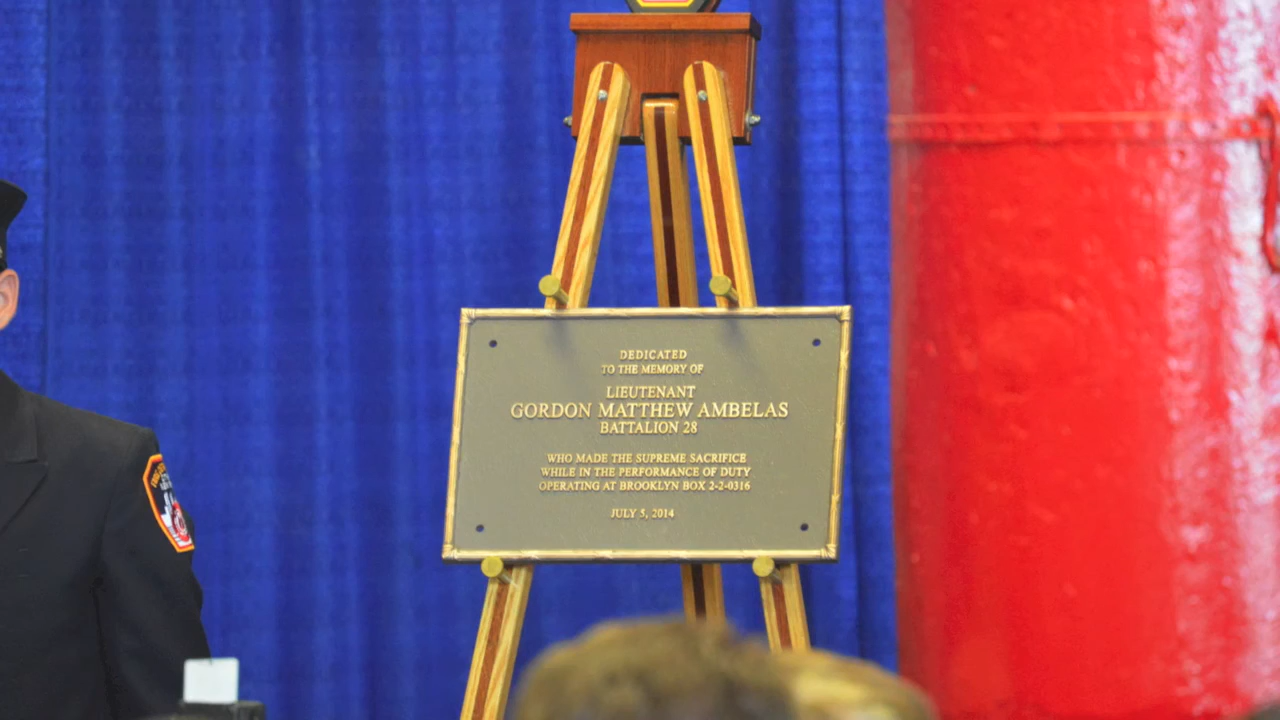 DEDICATED
TO THE MEMORY OF
LIEUTENANT
GORDON MATTHEW AMBELAS
BATTALION 28
WHO MADE THE SUPREME SACRIFICE
WHILE IN THE PERFORMANCE OF DUTY
OPERATING AT BROOKLYN BOX 2-2-0316
JULY 5, 2014